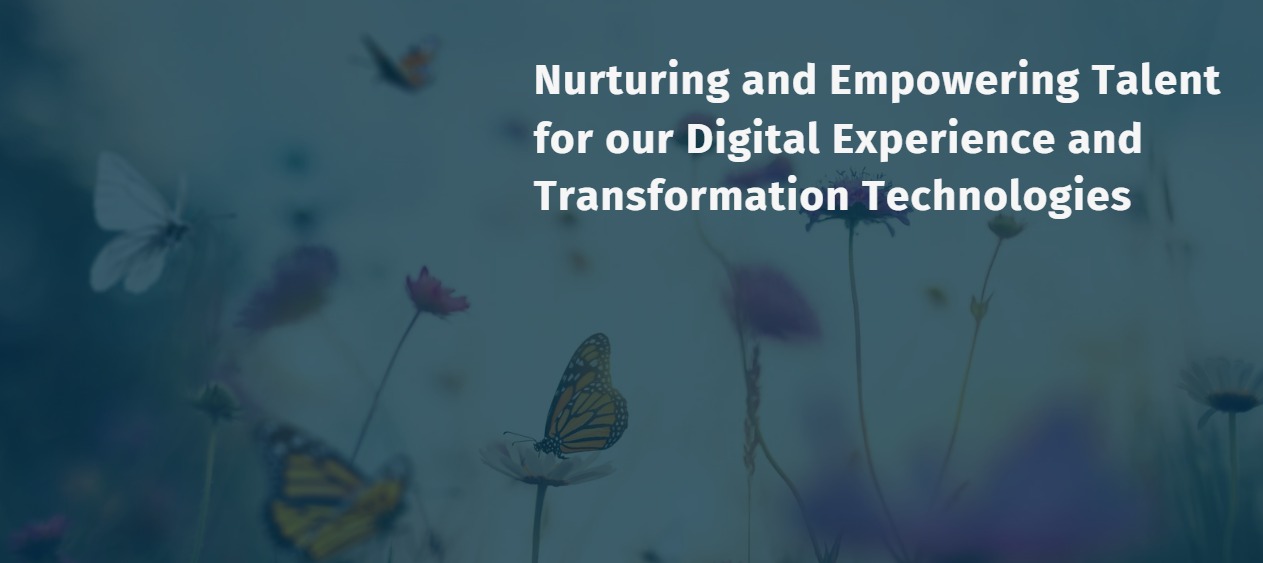 Nurturing and Empowering Talent
for our Digital Experience and
Transformation Technologies